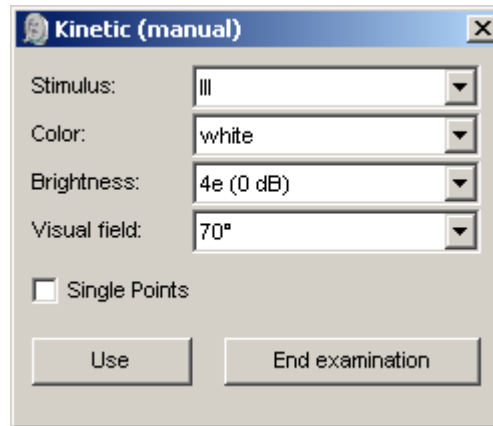 Kinetic (manual)
Stimulus: III
Color: white
Brightness: 4e (0 dB)
Visual field: 70°
Single Points
Use End examination